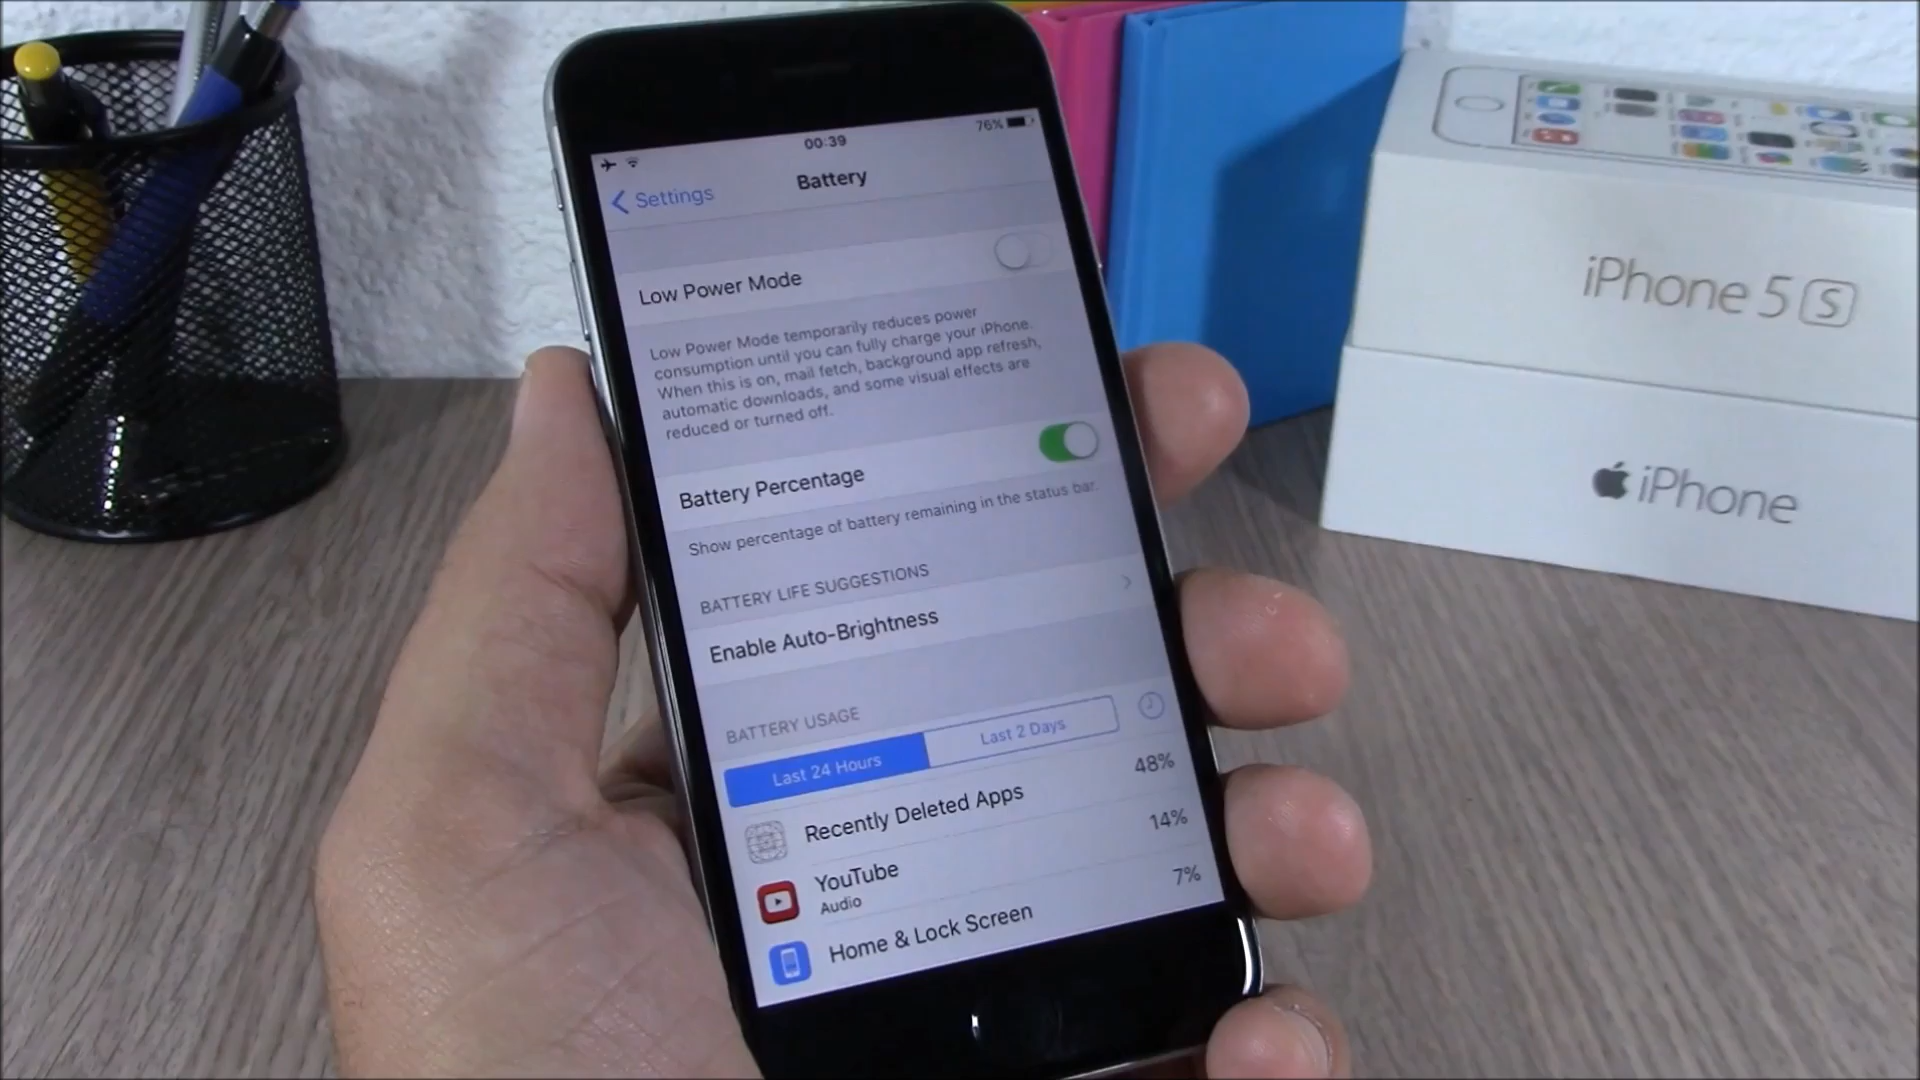 00:39
76%
Settings
Battery
Low Power Mode
Low Power Mode temporarily reduces power
consumption until you can fully charge your iPhone.
When this is on, mail fetch, background app refresh,
automatic downloads, and some visual effects are
reduced or turned off.
Battery Percentage
Show percentage of battery remaining in the status bar.
BATTERY LIFE SUGGESTIONS
Enable Auto-Brightness
BATTERY USAGE
Last 24 Hours
Last 2 Days
Recently Deleted Apps
48%
YouTube
14%
Audio
Home & Lock Screen
7%
iPhone 5 S
iPhone